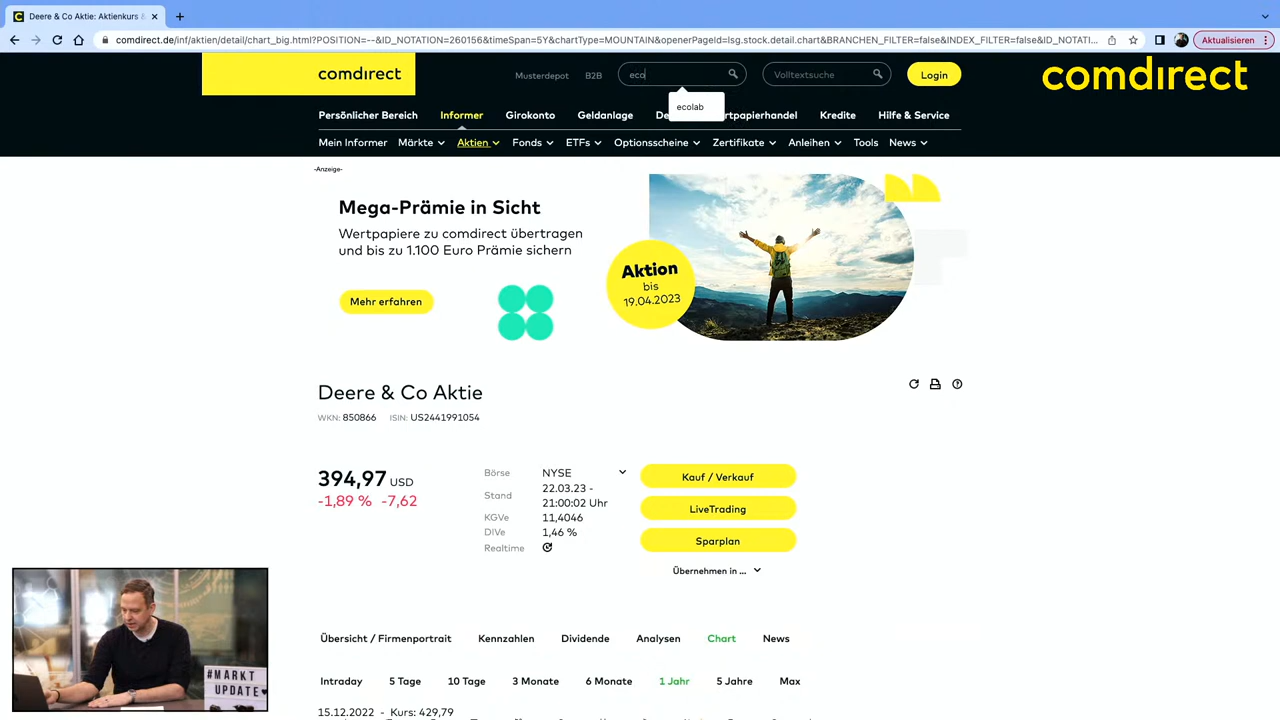 Deere & Co Aktie: Aktienkurs &
comdirect.de/inf/aktien/detail/chart_big.html?POSITION=--&ID_NOTATION=260156&timeSpan=5Y&chartType=MOUNTAIN&openerPageId=lsg.stock.detail.chart&BRANCHEN_FILTER=false&INDEX_FILTER=false&ID_NOTATI...
Aktualisieren
comdirect
Musterdepot
B2B
eco
Volltextsuche
Login
comdirect
ecolab
Persönlicher Bereich
Informer
Girokonto
Geldanlage
De
rtpapierhandel
Kredite
Hilfe & Service
Mein Informer
Märkte
Aktien
Fonds
ETFs
Optionsscheine
Zertifikate
Anleihen
Tools
News
-Anzeige-
Mega-Prämie in Sicht
Wertpapiere zu comdirect übertragen
und bis zu 1.100 Euro Prämie sichern
Mehr erfahren
Aktion
bis
19.04.2023
Deere & Co Aktie
WKN: 850866 ISIN: US2441991054
394,97 USD
-1,89 % -7,62
Börse NYSE
Stand 22.03.23 -
21:00:02 Uhr
KGVe 11,4046
DIVe 1,46 %
Realtime
Kauf / Verkauf
LiveTrading
Sparplan
Übernehmen in ...
Übersicht / Firmenportrait
Kennzahlen
Dividende
Analysen
Chart
News
Intraday
5 Tage
10 Tage
3 Monate
6 Monate
1 Jahr
5 Jahre
Max
15.12.2022 - Kurs: 429,79
#MARKT
UPDATE